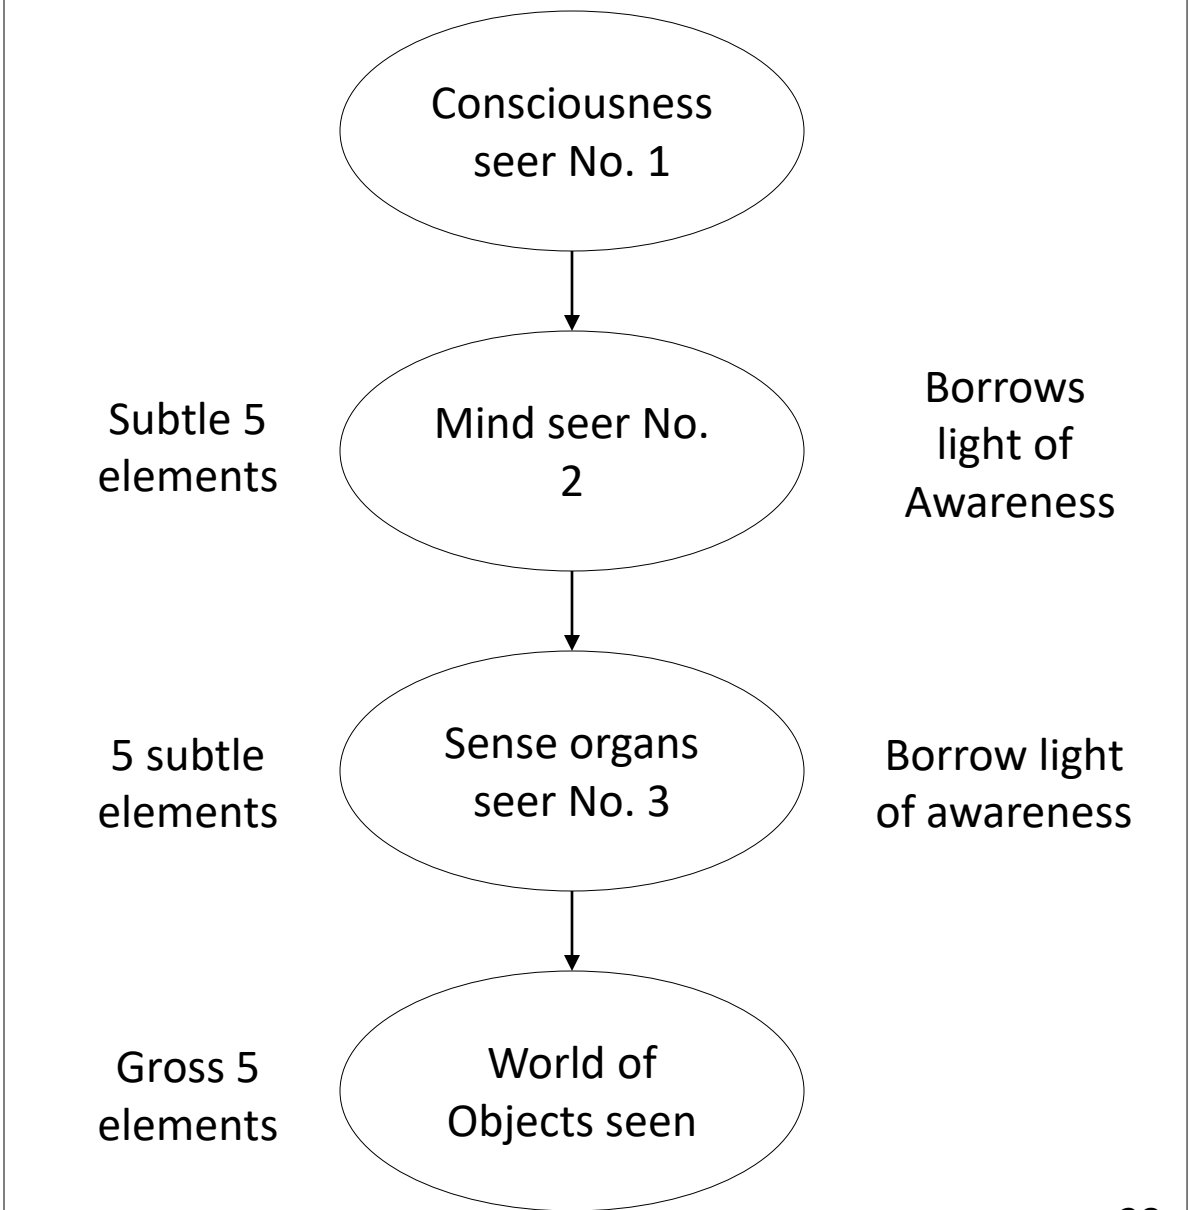 Consciousness
seer No. 1
Subtle 5
elements
Mind seer No.
2
Borrows
light of
Awareness
5 subtle
elements
Sense organs
seer No. 3
Borrow light
of awareness
Gross 5
elements
World of
Objects seen